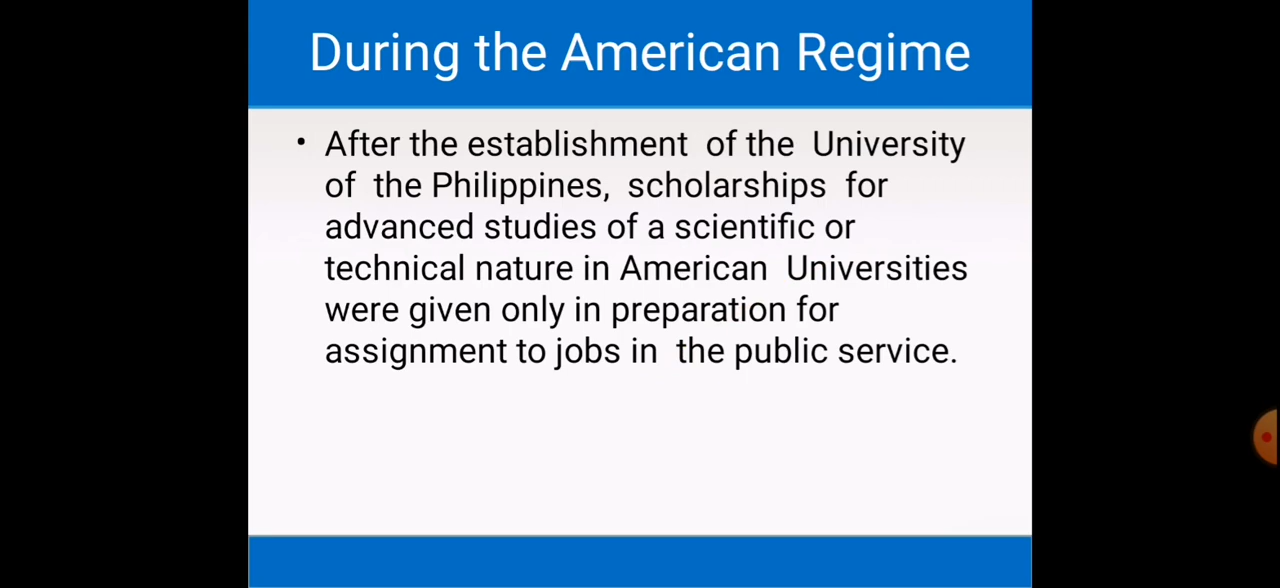 During the American Regime
• After the establishment of the University
of the Philippines, scholarships for
advanced studies of a scientific or
technical nature in American Universities
were given only in preparation for
assignment to jobs in the public service.